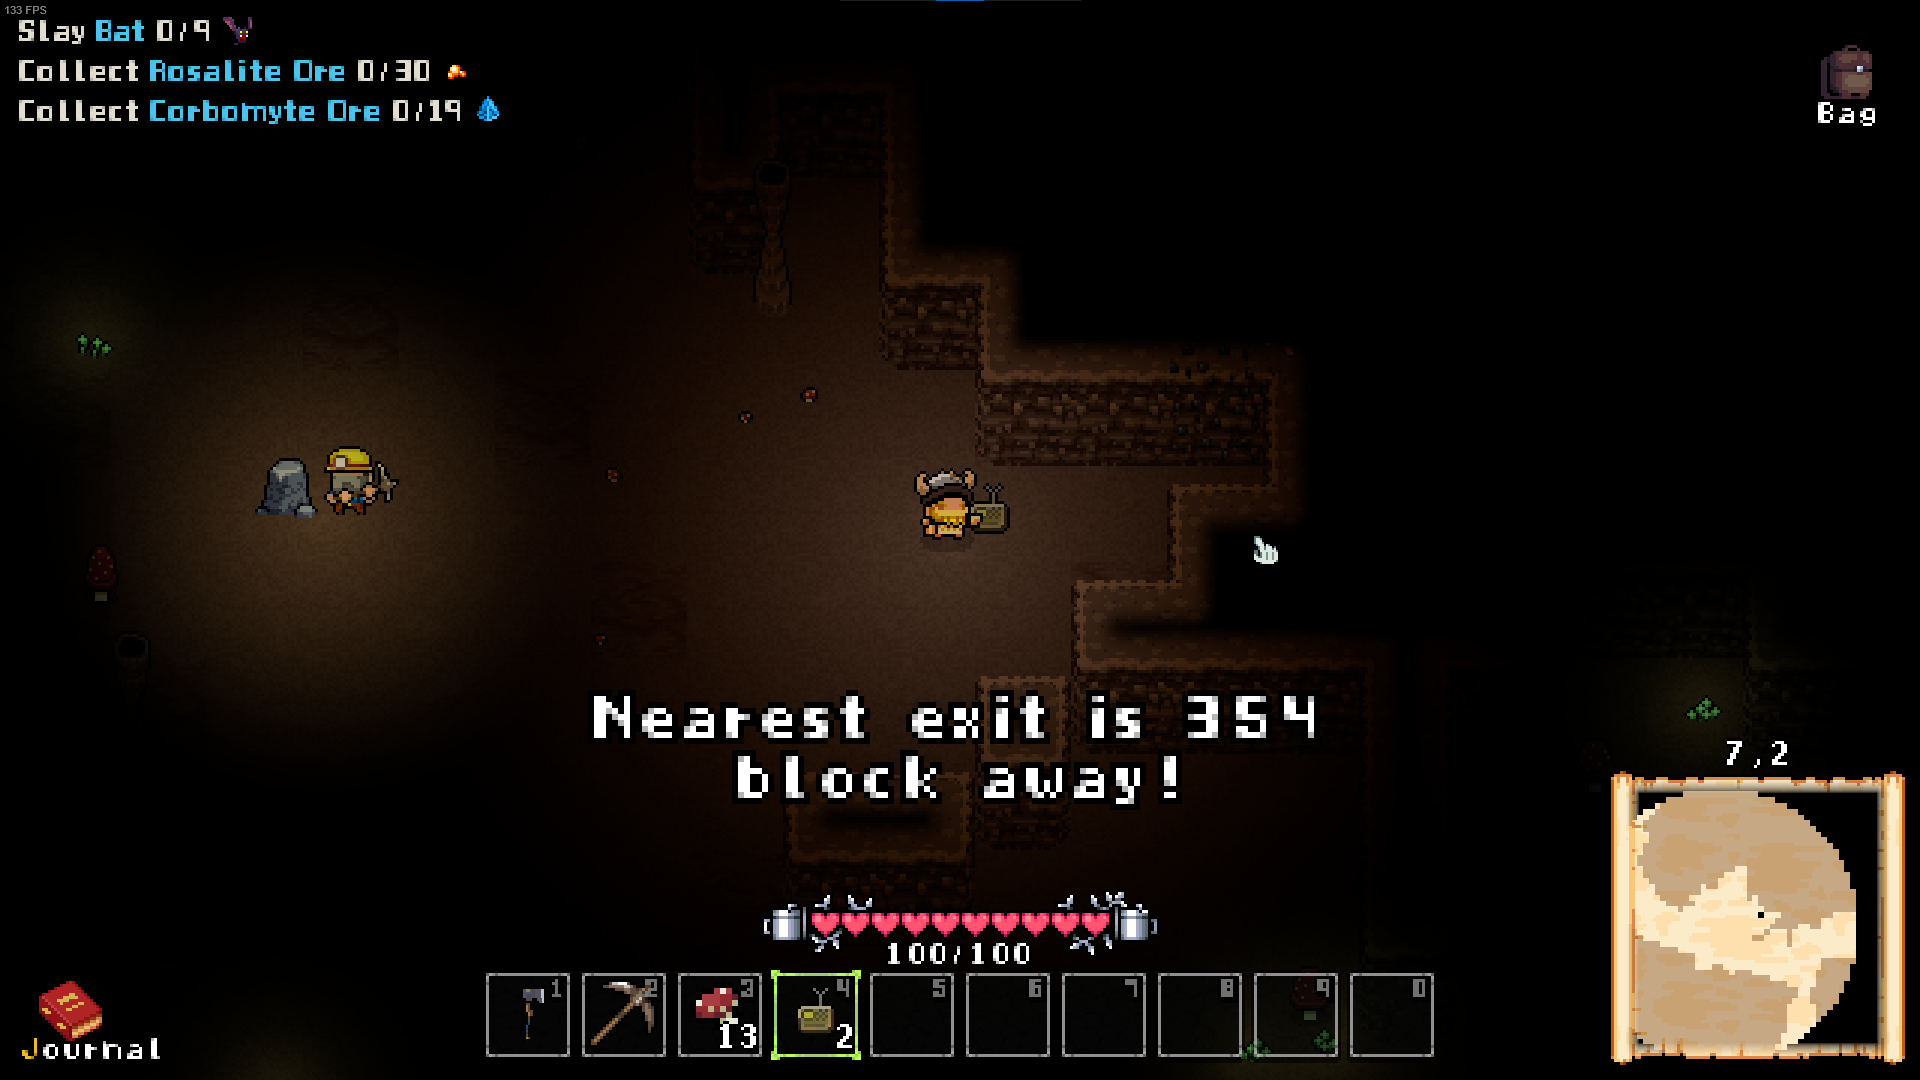 133 FPS
Slay Bat 0/9
Collect Rosalite Ore 0/30
Collect Corbomyte Ore 0/19
Bag
Nearest exit is 354
block away!
7,2
100/100
1
2
3
4
5
6
7
8
9
0
13
2
Journal